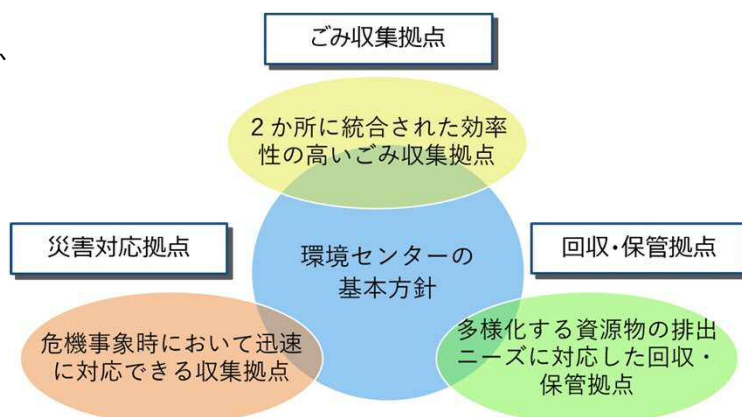 ごみ収集拠点
、
2か所に統合された効率
性の高いごみ収集拠点
災害対応拠点
環境センターの
基本方針
回収・保管拠点
危機事象時において迅速
に対応できる収集拠点
多様化する資源物の排出
ニーズに対応した回収・
保管拠点